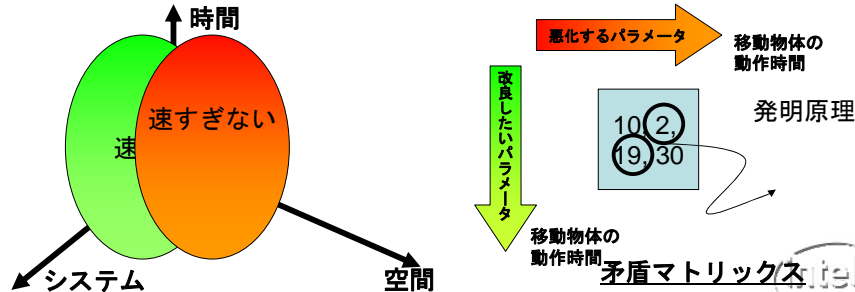 時間
速すぎない
速
システム
空間
悪化するパラメータ
移動物体の
動作時間
改良したいパラメータ
10, 2,
19, 30
発明原理
移動物体の
動作時間
矛盾マトリックス
intel